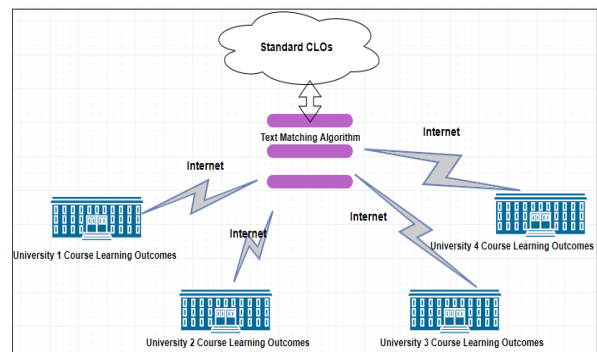 Standard CLOs
Text Matching Algorithm
Internet
Internet
Internet
Internet
University 1 Course Learning Outcomes
University 4 Course Learning Outcomes
University 2 Course Learning Outcomes
University 3 Course Learning Outcomes